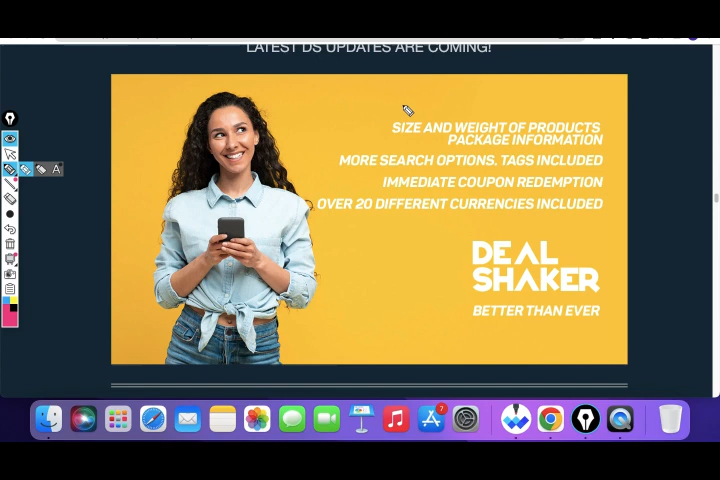 LATEST DS UPDATES ARE COMING!
SIZE AND WEIGHT OF PRODUCTS
PACKAGE INFORMATION
MORE SEARCH OPTIONS. TAGS INCLUDED
IMMEDIATE COUPON REDEMPTION
OVER 20 DIFFERENT CURRENCIES INCLUDED
DEAL
SHAKER
BETTER THAN EVER
A
7